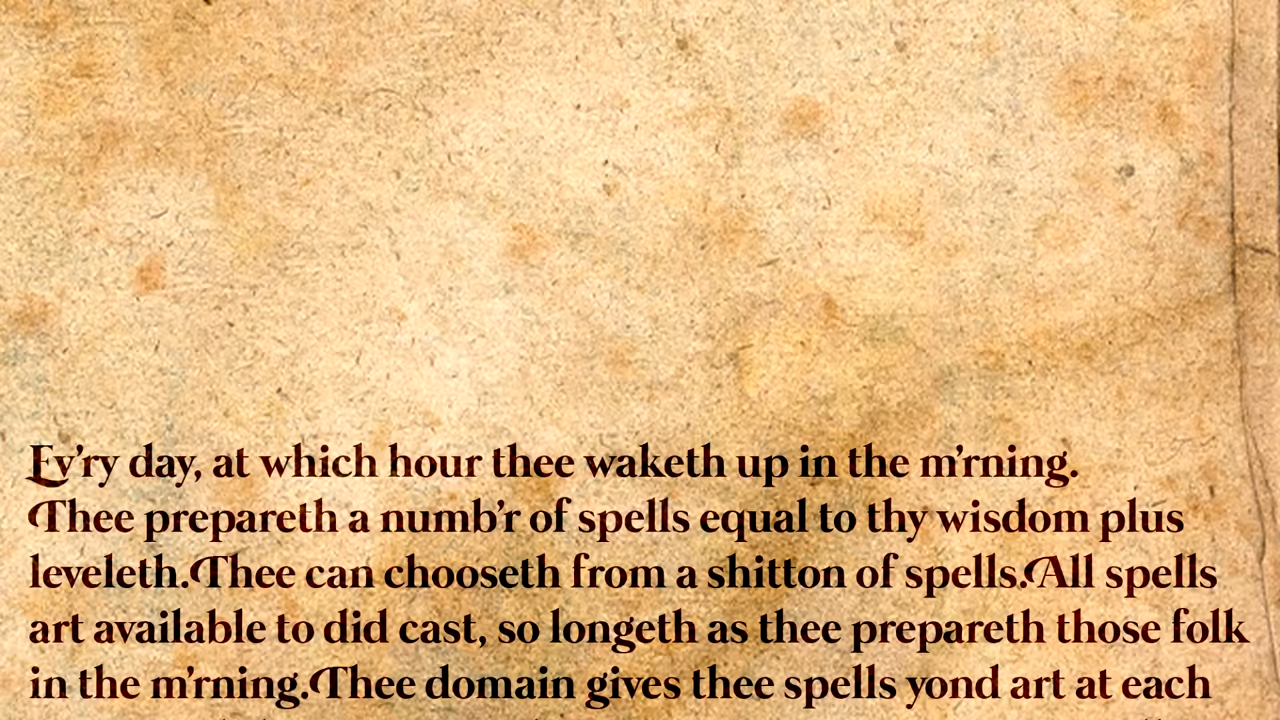 Ev'ry day, at which hour thee waketh up in the m'rning.
Thee prepareth a numb'r of spells equal to thy wisdom plus
leveleth.Thee can chooseth from a shitton of spells.All spells
art available to did cast, so longeth as thee prepareth those folk
in the m'rning.Thee domain gives thee spells yond art at each